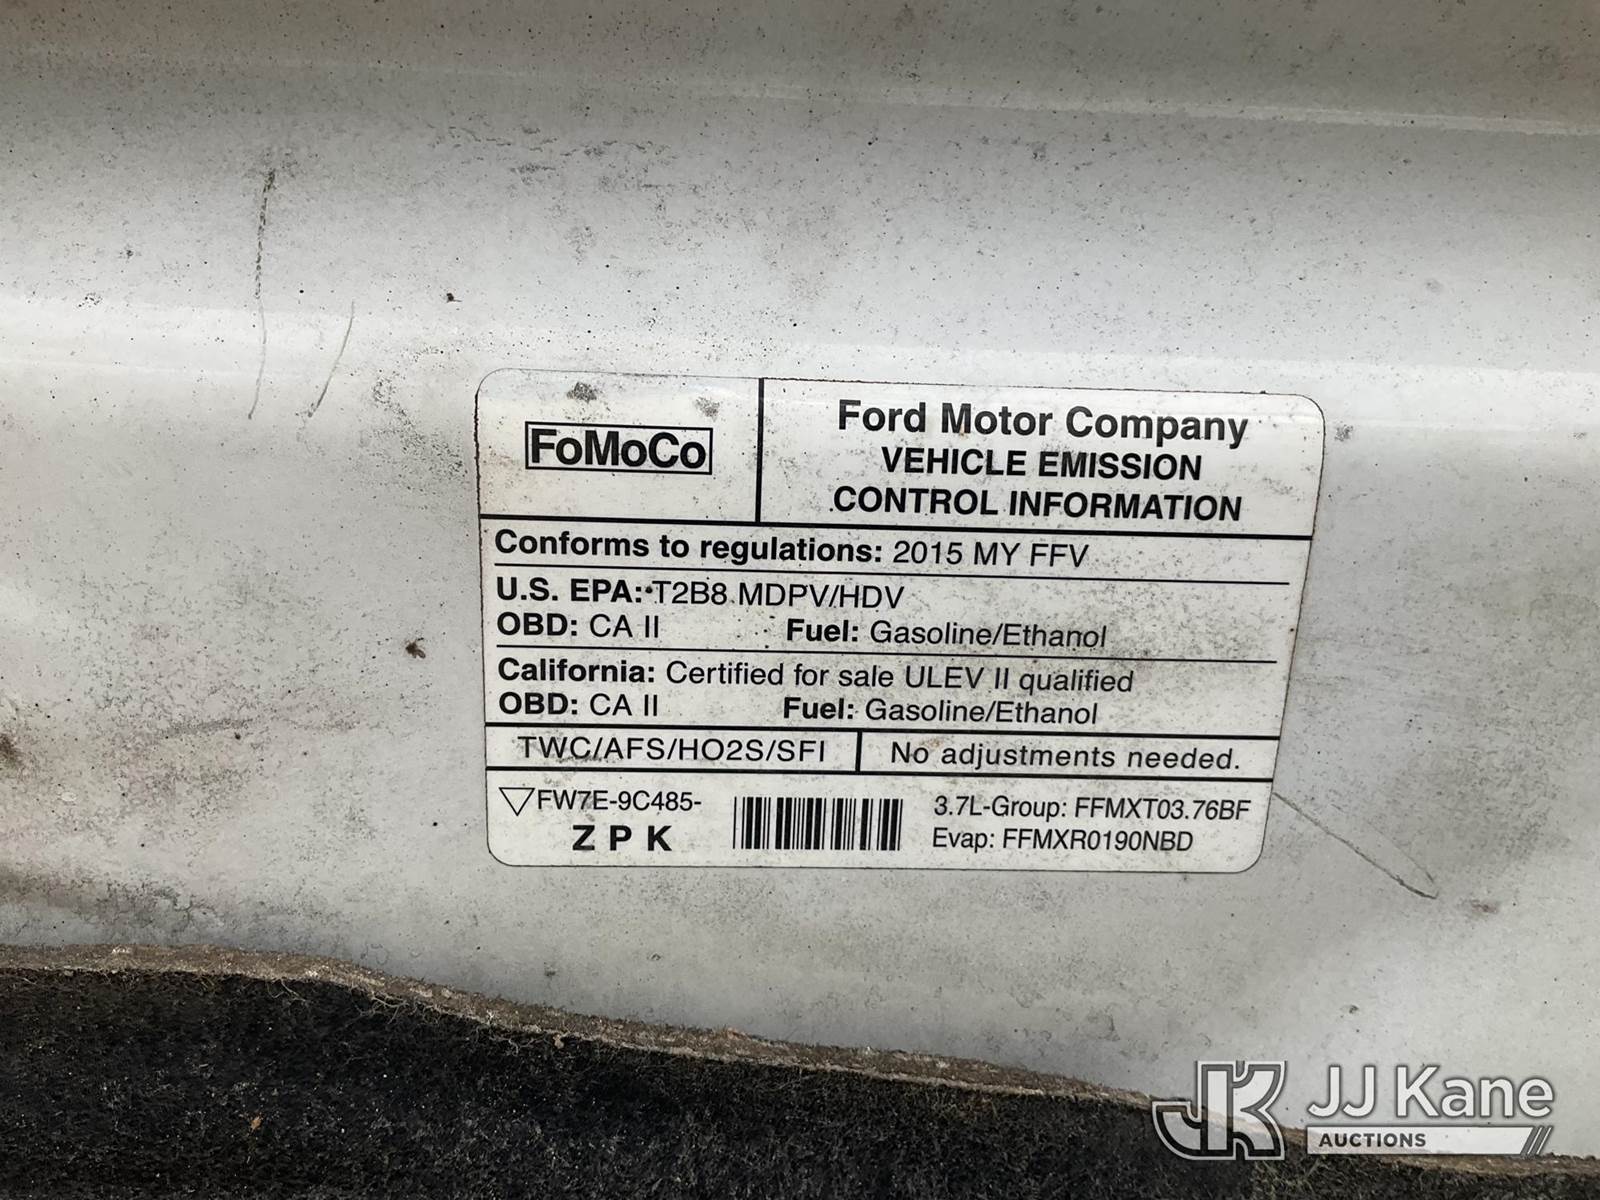 FoMoCo
Ford Motor Company
VEHICLE EMISSION
CONTROL INFORMATION
Conforms to regulations: 2015 MY FFV
U.S. EPA: T2B8 MDPV/HDV
OBD: CA II Fuel: Gasoline/Ethanol
California: Certified for sale ULEV II qualified
OBD: CA II Fuel: Gasoline/Ethanol
TWC/AFS/HO2S/SFI No adjustments needed.
FW7E-9C485-
Z P K
3.7L-Group: FFMXT03.76BF
Evap: FFMXR0190NBD
JK JJ Kane
AUCTIONS